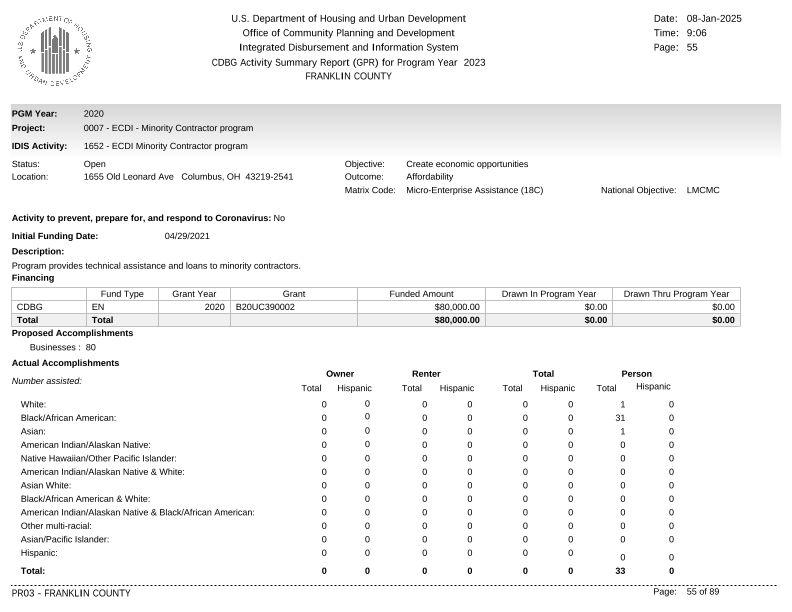 U.S. DEPARTMENT OF HOUSING AND URBAN DEVELOPMENT
U.S. Department of Housing and Urban Development
Office of Community Planning and Development
Integrated Disbursement and Information System
CDBG Activity Summary Report (GPR) for Program Year 2023
FRANKLIN COUNTY
Date: 08-Jan-2025
Time: 9:06
Page: 55
PGM Year: 2020
Project: 0007 - ECDI - Minority Contractor program
IDIS Activity: 1652 - ECDI Minority Contractor program
Status: Open Objective: Create economic opportunities
Location: 1655 Old Leonard Ave Columbus, OH 43219-2541 Outcome: Affordability
Matrix Code: Micro-Enterprise Assistance (18C) National Objective: LMCMC
Activity to prevent, prepare for, and respond to Coronavirus: No
Initial Funding Date: 04/29/2021
Description:
Program provides technical assistance and loans to minority contractors.
Financing
Fund Type Grant Year Grant Funded Amount Drawn In Program Year Drawn Thru Program Year
CDBG EN 2020 B20UC390002 $80,000.00 $0.00 $0.00
Total Total $80,000.00 $0.00 $0.00
Proposed Accomplishments
Businesses : 80
Actual Accomplishments
Owner Renter Total Person
Number assisted: Total Hispanic Total Hispanic Total Hispanic Total Hispanic
White: 0 0 0 0 0 0 1 0
Black/African American: 0 0 0 0 0 0 31 0
Asian: 0 0 0 0 0 0 1 0
American Indian/Alaskan Native: 0 0 0 0 0 0 0 0
Native Hawaiian/Other Pacific Islander: 0 0 0 0 0 0 0 0
American Indian/Alaskan Native & White: 0 0 0 0 0 0 0 0
Asian White: 0 0 0 0 0 0 0 0
Black/African American & White: 0 0 0 0 0 0 0 0
American Indian/Alaskan Native & Black/African American: 0 0 0 0 0 0 0 0
Other multi-racial: 0 0 0 0 0 0 0 0
Asian/Pacific Islander: 0 0 0 0 0 0 0 0
Hispanic: 0 0 0 0 0 0 0 0
Total: 0 0 0 0 0 0 33 0
PR03 - FRANKLIN COUNTY Page: 55 of 89